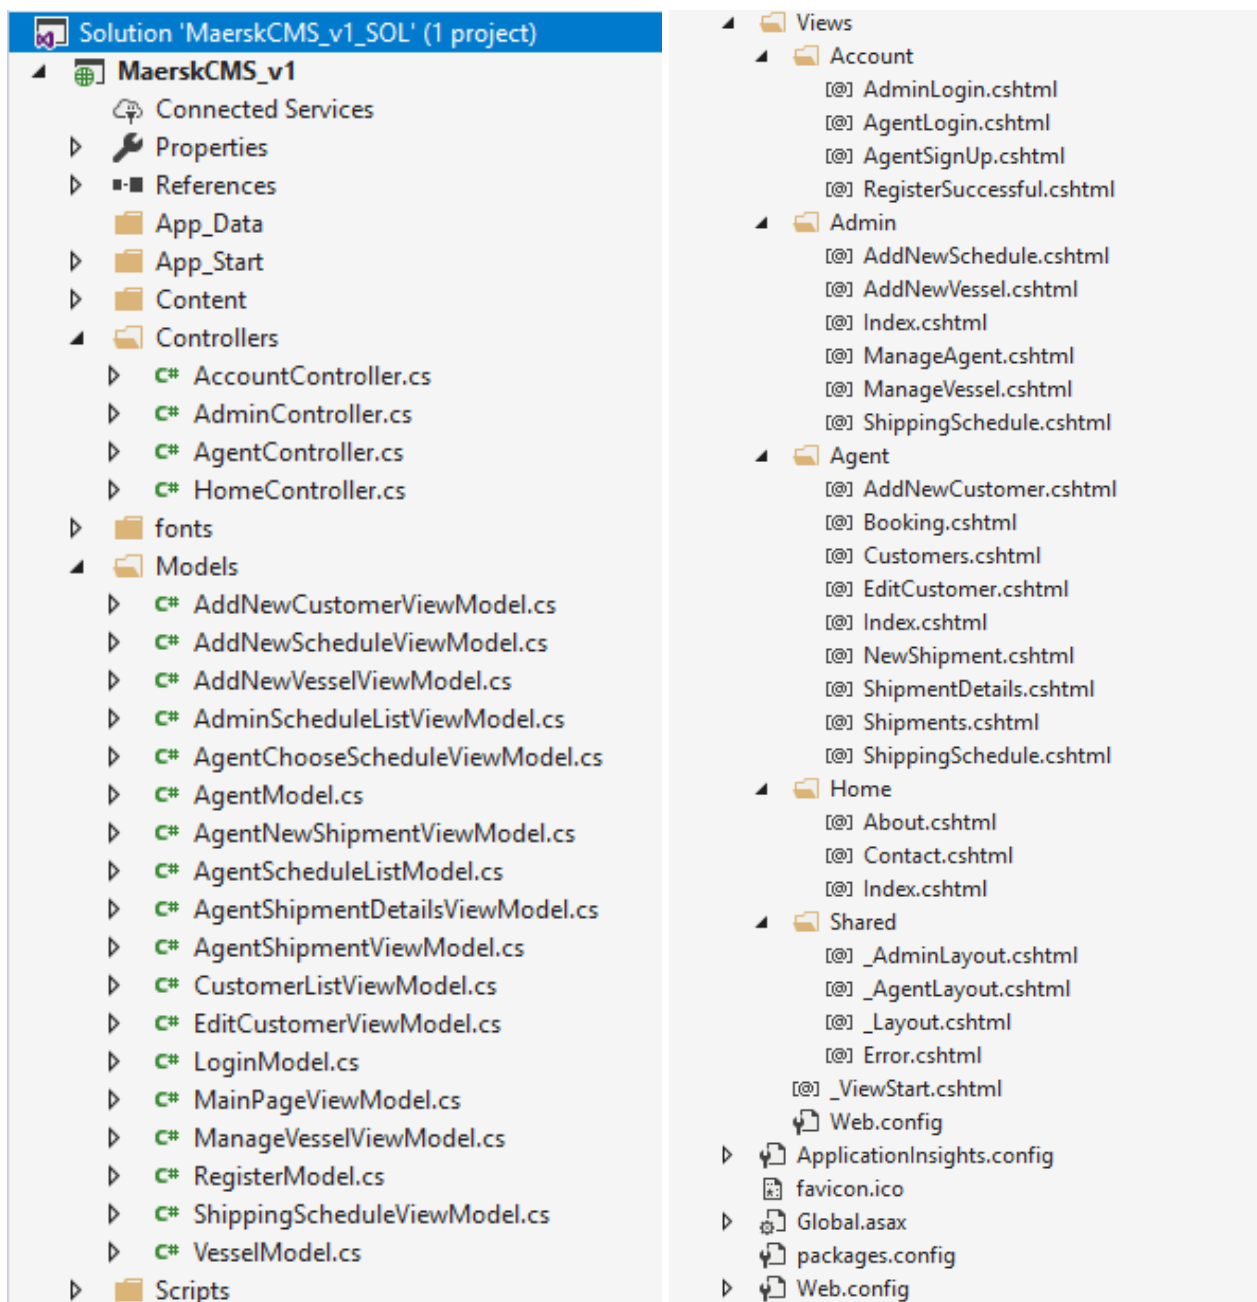 Solution 'MaerskCMS_v1_SOL' (1 project)
MaerskCMS_v1
Connected Services
Properties
References
App_Data
App_Start
Content
Controllers
C# AccountController.cs
C# AdminController.cs
C# AgentController.cs
C# HomeController.cs
fonts
Models
C# AddNewCustomerViewModel.cs
C# AddNewScheduleViewModel.cs
C# AddNewVesselViewModel.cs
C# AdminScheduleListViewModel.cs
C# AgentChooseScheduleViewModel.cs
C# AgentModel.cs
C# AgentNewShipmentViewModel.cs
C# AgentScheduleListModel.cs
C# AgentShipmentDetailsViewModel.cs
C# AgentShipmentViewModel.cs
C# CustomerListViewModel.cs
C# EditCustomerViewModel.cs
C# LoginModel.cs
C# MainPageViewModel.cs
C# ManageVesselViewModel.cs
C# RegisterModel.cs
C# ShippingScheduleViewModel.cs
C# VesselModel.cs
Scripts
Views
Account
[@] AdminLogin.cshtml
[@] AgentLogin.cshtml
[@] AgentSignUp.cshtml
[@] RegisterSuccessful.cshtml
Admin
[@] AddNewSchedule.cshtml
[@] AddNewVessel.cshtml
[@] Index.cshtml
[@] ManageAgent.cshtml
[@] ManageVessel.cshtml
[@] ShippingSchedule.cshtml
Agent
[@] AddNewCustomer.cshtml
[@] Booking.cshtml
[@] Customers.cshtml
[@] EditCustomer.cshtml
[@] Index.cshtml
[@] NewShipment.cshtml
[@] ShipmentDetails.cshtml
[@] Shipments.cshtml
[@] ShippingSchedule.cshtml
Home
[@] About.cshtml
[@] Contact.cshtml
[@] Index.cshtml
Shared
[@] _AdminLayout.cshtml
[@] _AgentLayout.cshtml
[@] _Layout.cshtml
[@] Error.cshtml
[@] _ViewStart.cshtml
Web.config
ApplicationInsights.config
favicon.ico
Global.asax
packages.config
Web.config